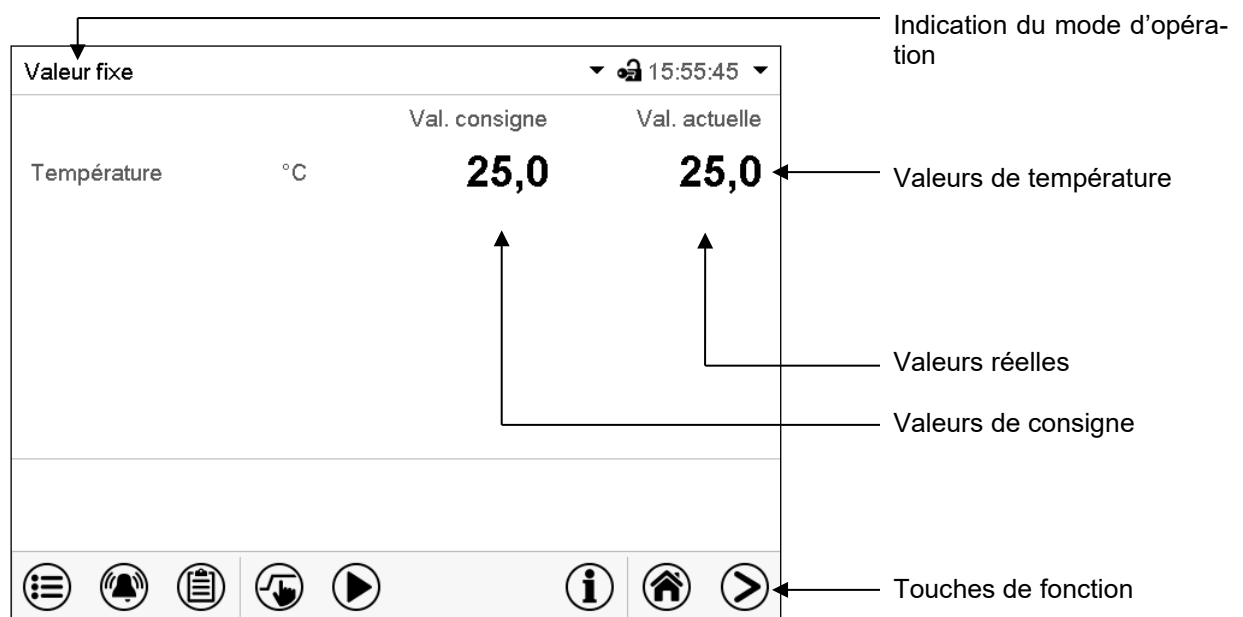 Indication du mode d’opéra-
tion
Valeur fixe 15:55:45
Val. consigne Val. actuelle
Température °C 25,0 25,0
Valeurs de température
Valeurs réelles
Valeurs de consigne
Touches de fonction